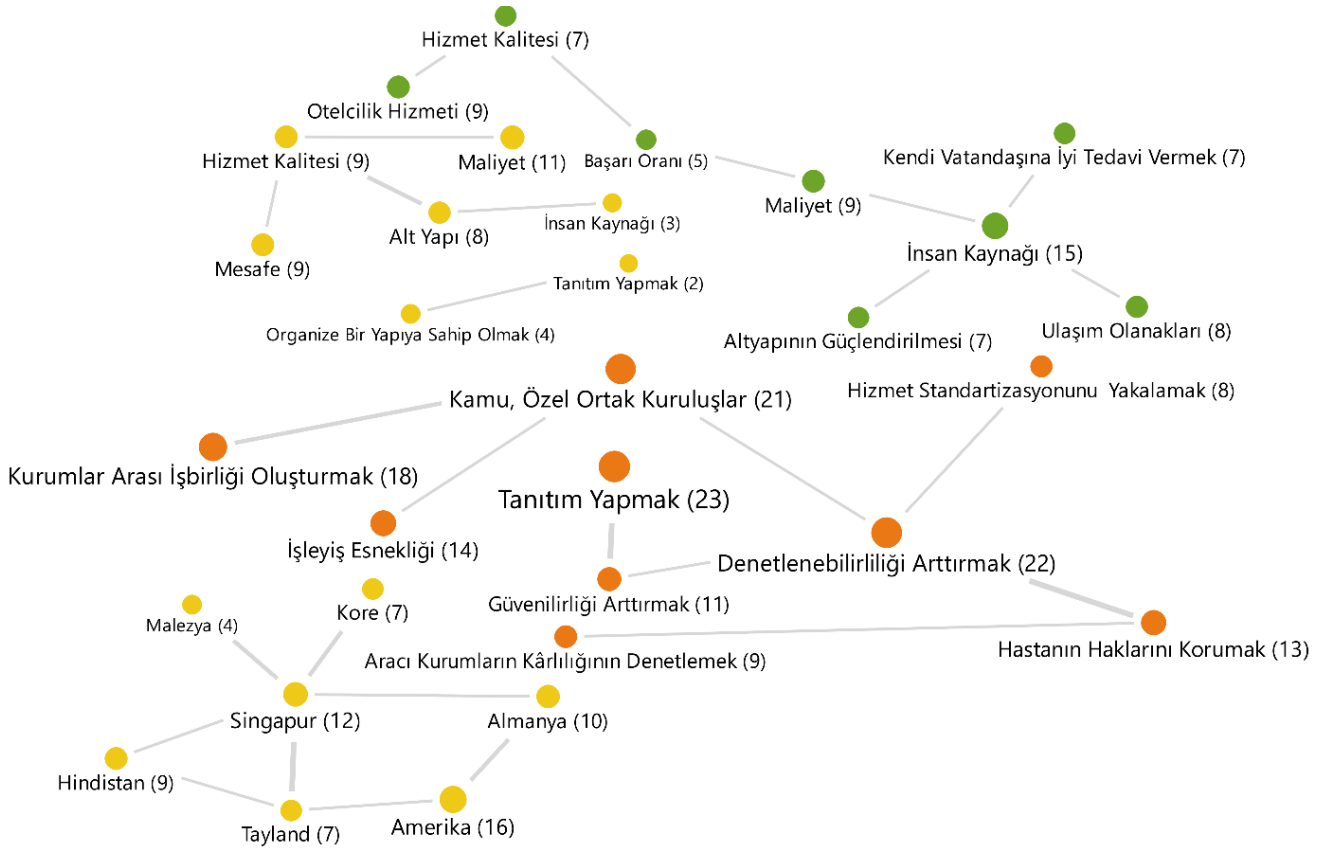 Hizmet Kalitesi (7)
Otelcilik Hizmeti (9)
Hizmet Kalitesi (9)
Maliyet (11)
Başarı Oranı (5)
Kendi Vatandaşına İyi Tedavi Vermek (7)
Maliyet (9)
Alt Yapı (8)
İnsan Kaynağı (3)
İnsan Kaynağı (15)
Mesafe (9)
Tanıtım Yapmak (2)
Organize Bir Yapıya Sahip Olmak (4)
Altyapının Güçlendirilmesi (7)
Ulaşım Olanakları (8)
Kamu, Özel Ortak Kuruluşlar (21)
Hizmet Standartizasyonunu Yakalamak (8)
Kurumlar Arası İşbirliği Oluşturmak (18)
Tanıtım Yapmak (23)
İşleyiş Esnekliği (14)
Denetlenebilirliliği Arttırmak (22)
Güvenilirliği Arttırmak (11)
Kore (7)
Malezya (4)
Aracı Kurumların Kârlılığının Denetlemek (9)
Hastanın Haklarını Korumak (13)
Singapur (12)
Almanya (10)
Hindistan (9)
Tayland (7)
Amerika (16)